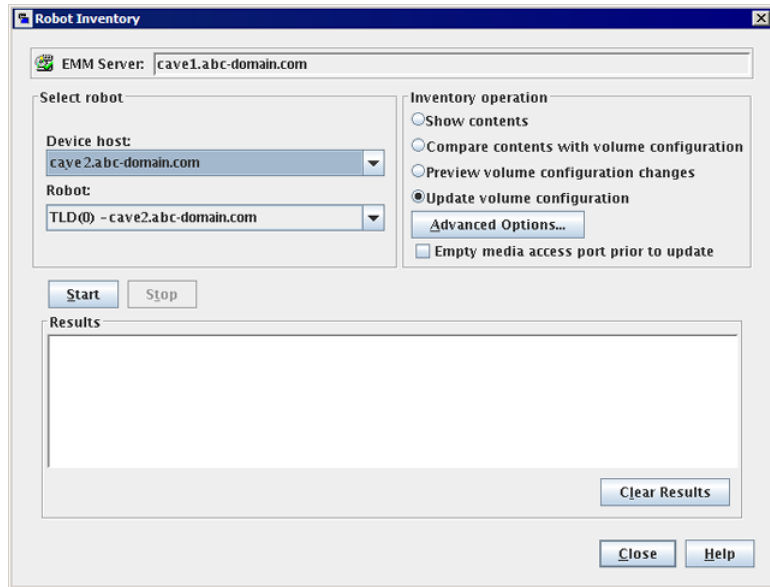 Robot Inventory
EMM Server: cave1.abc-domain.com
Select robot
Device host:
cave2.abc-domain.com
Robot:
TLD(0) - cave2.abc-domain.com
Inventory operation
Show contents
Compare contents with volume configuration
Preview volume configuration changes
Update volume configuration
Advanced Options...
Empty media access port prior to update
Start
Stop
Results
Clear Results
Close
Help